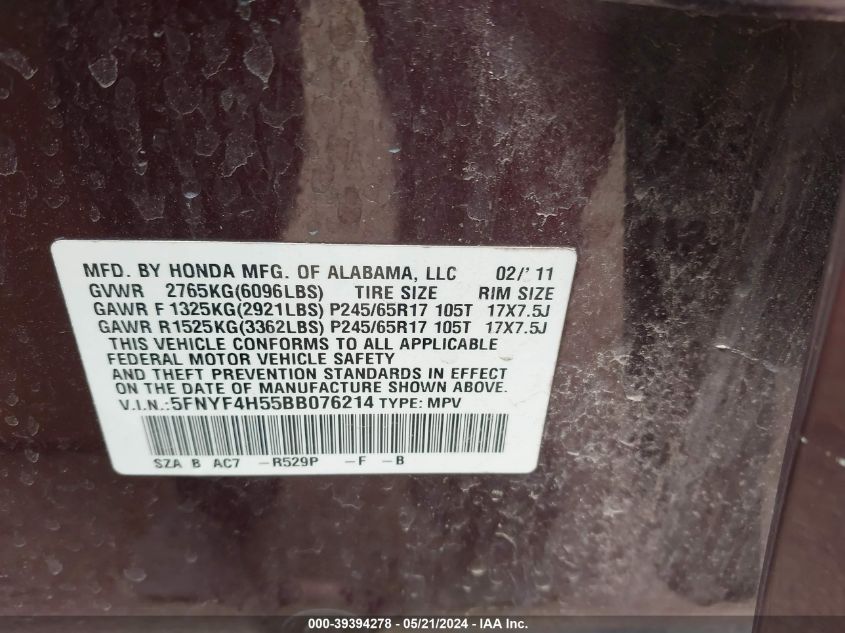 MFD. BY HONDA MFG. OF ALABAMA, LLC 02/'11
GVWR 2765KG(6096LBS) TIRE SIZE RIM SIZE
GAWR F 1325KG(2921LBS) P245/65R17 105T 17X7.5J
GAWR R1525KG(3362LBS) P245/65R17 105T 17X7.5J
THIS VEHICLE CONFORMS TO ALL APPLICABLE
FEDERAL MOTOR VEHICLE SAFETY
AND THEFT PREVENTION STANDARDS IN EFFECT
ON THE DATE OF MANUFACTURE SHOWN ABOVE.
V.I.N.:5FNYF4H55BB076214 TYPE: MPV
SZA B AC7 -R529P -F -B
000-39394278 - 05/21/2024 - IAA Inc.